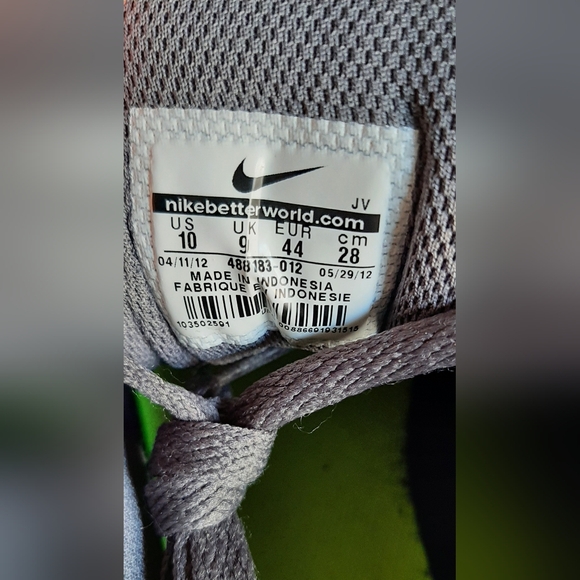 JV
nikebetterworld.com
US UK EUR cm
10 9 44 28
04/11/12 488183-012 05/29/12
MADE IN INDONESIA
FABRIQUE INDONESIE
103502591